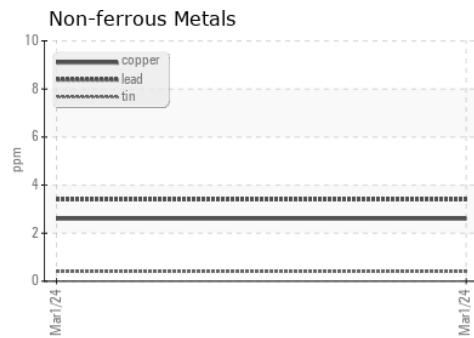 Non-ferrous Metals
10
8
6
4
2
0
ppm
copper
lead
tin
Mar1/24
Mar1/24